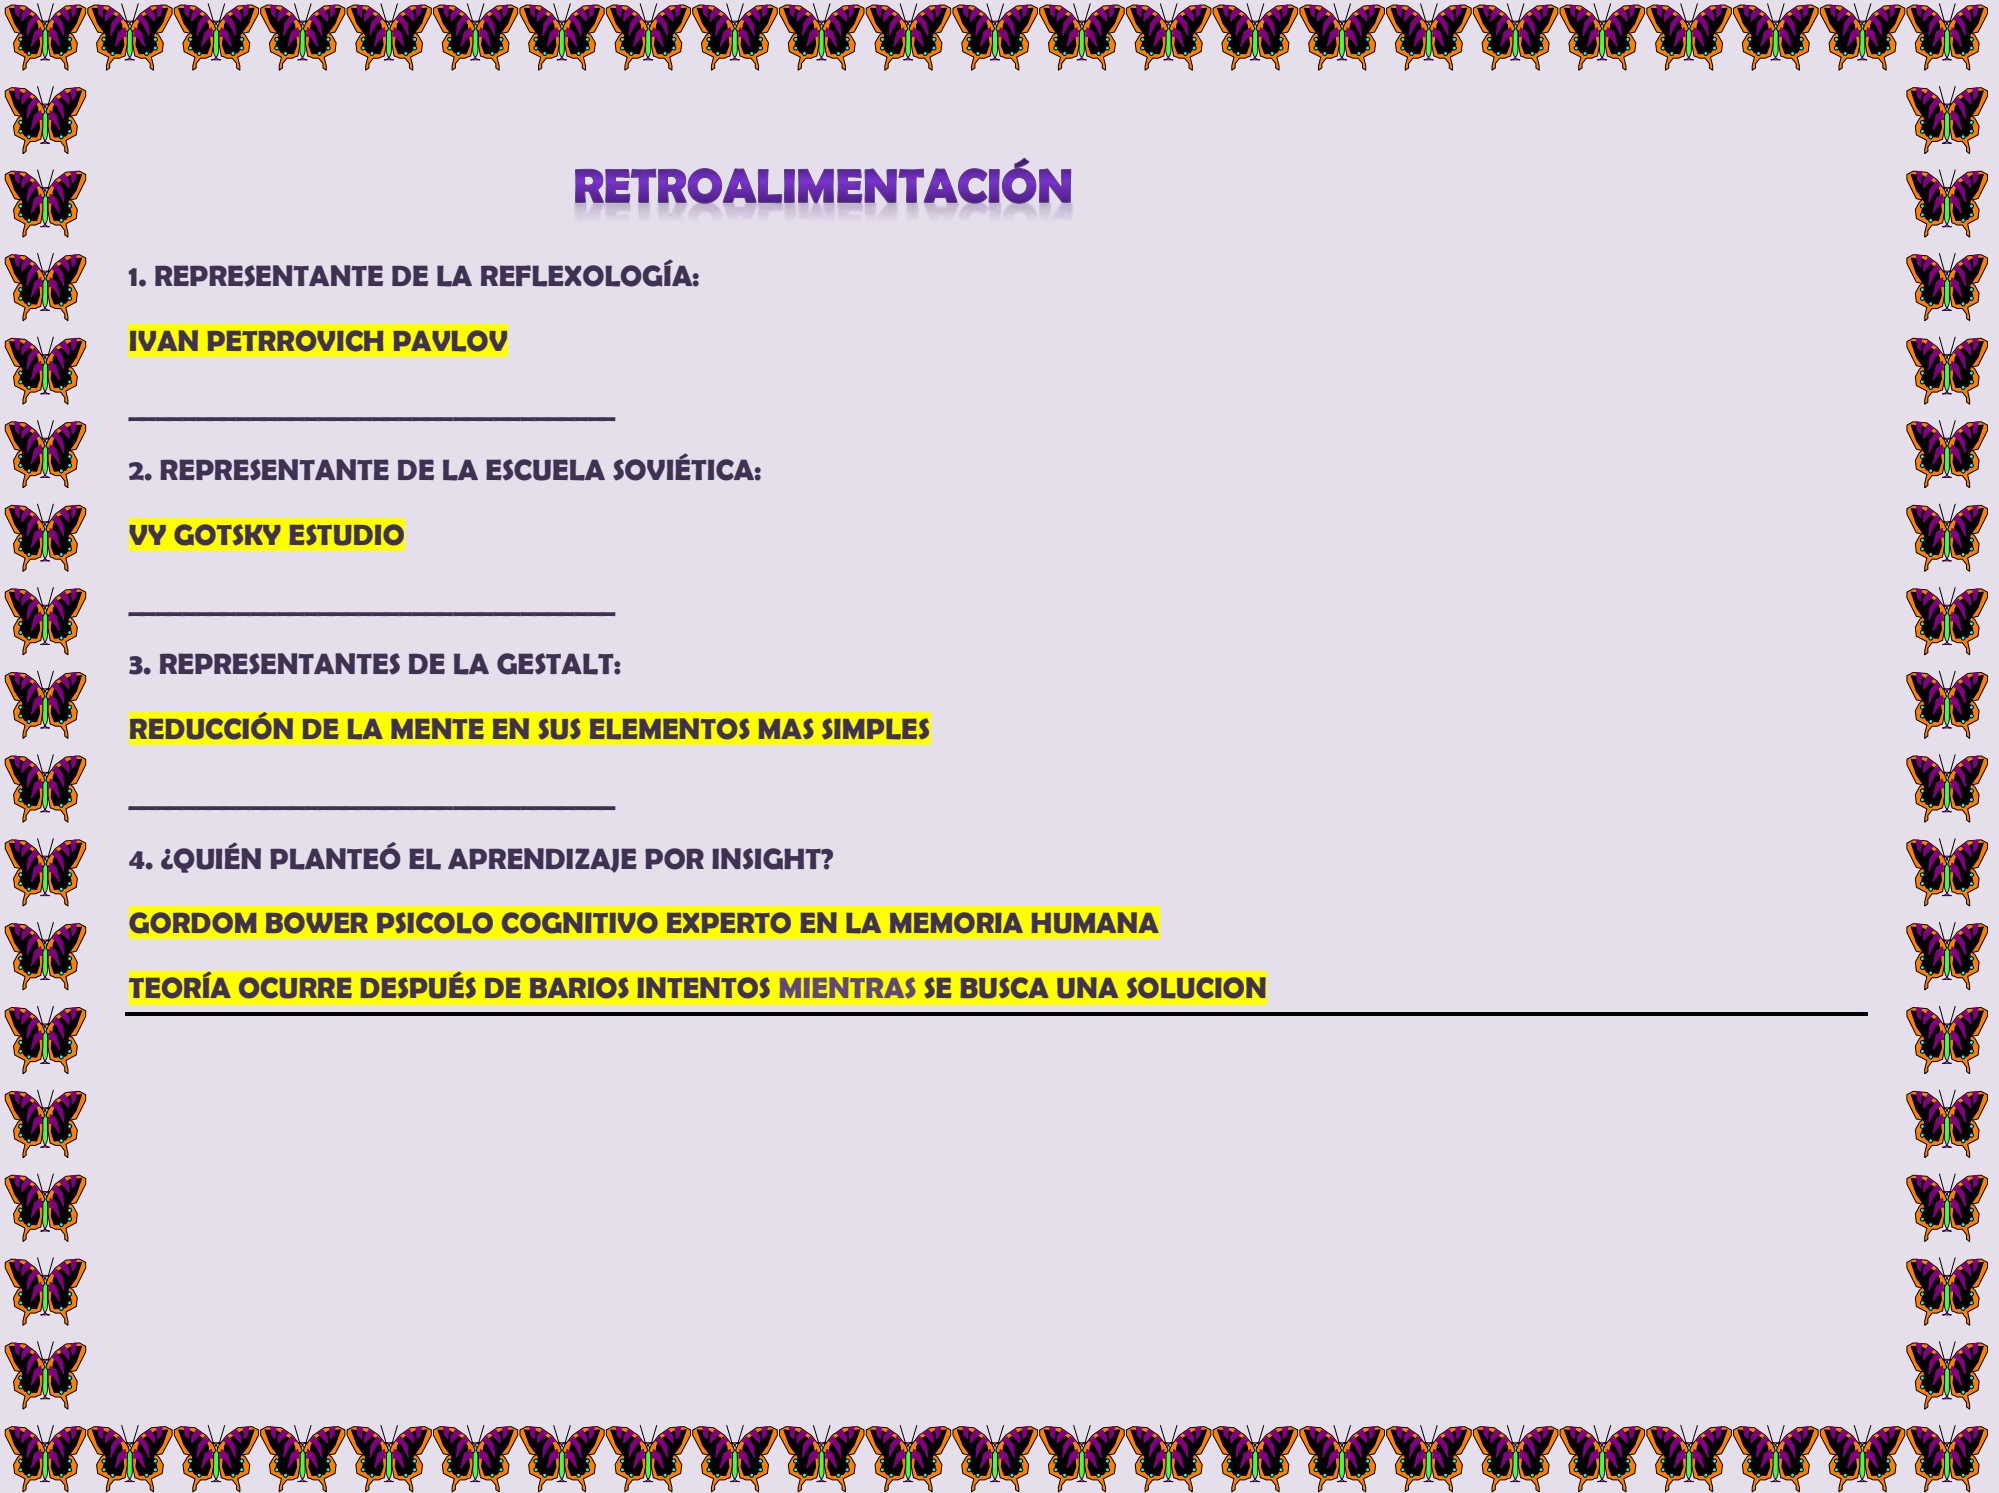 RETROALIMENTACIÓN
1. REPRESENTANTE DE LA REFLEXOLOGÍA:
IVAN PETRROVICH PAVLOV
____________________________________
2. REPRESENTANTE DE LA ESCUELA SOVIÉTICA:
VY GOTSKY ESTUDIO
____________________________________
3. REPRESENTANTES DE LA GESTALT:
REDUCCIÓN DE LA MENTE EN SUS ELEMENTOS MAS SIMPLES
____________________________________
4. ¿QUIÉN PLANTEÓ EL APRENDIZAJE POR INSIGHT?
GORDOM BOWER PSICOLO COGNITIVO EXPERTO EN LA MEMORIA HUMANA
TEORÍA OCURRE DESPUÉS DE BARIOS INTENTOS MIENTRAS SE BUSCA UNA SOLUCION